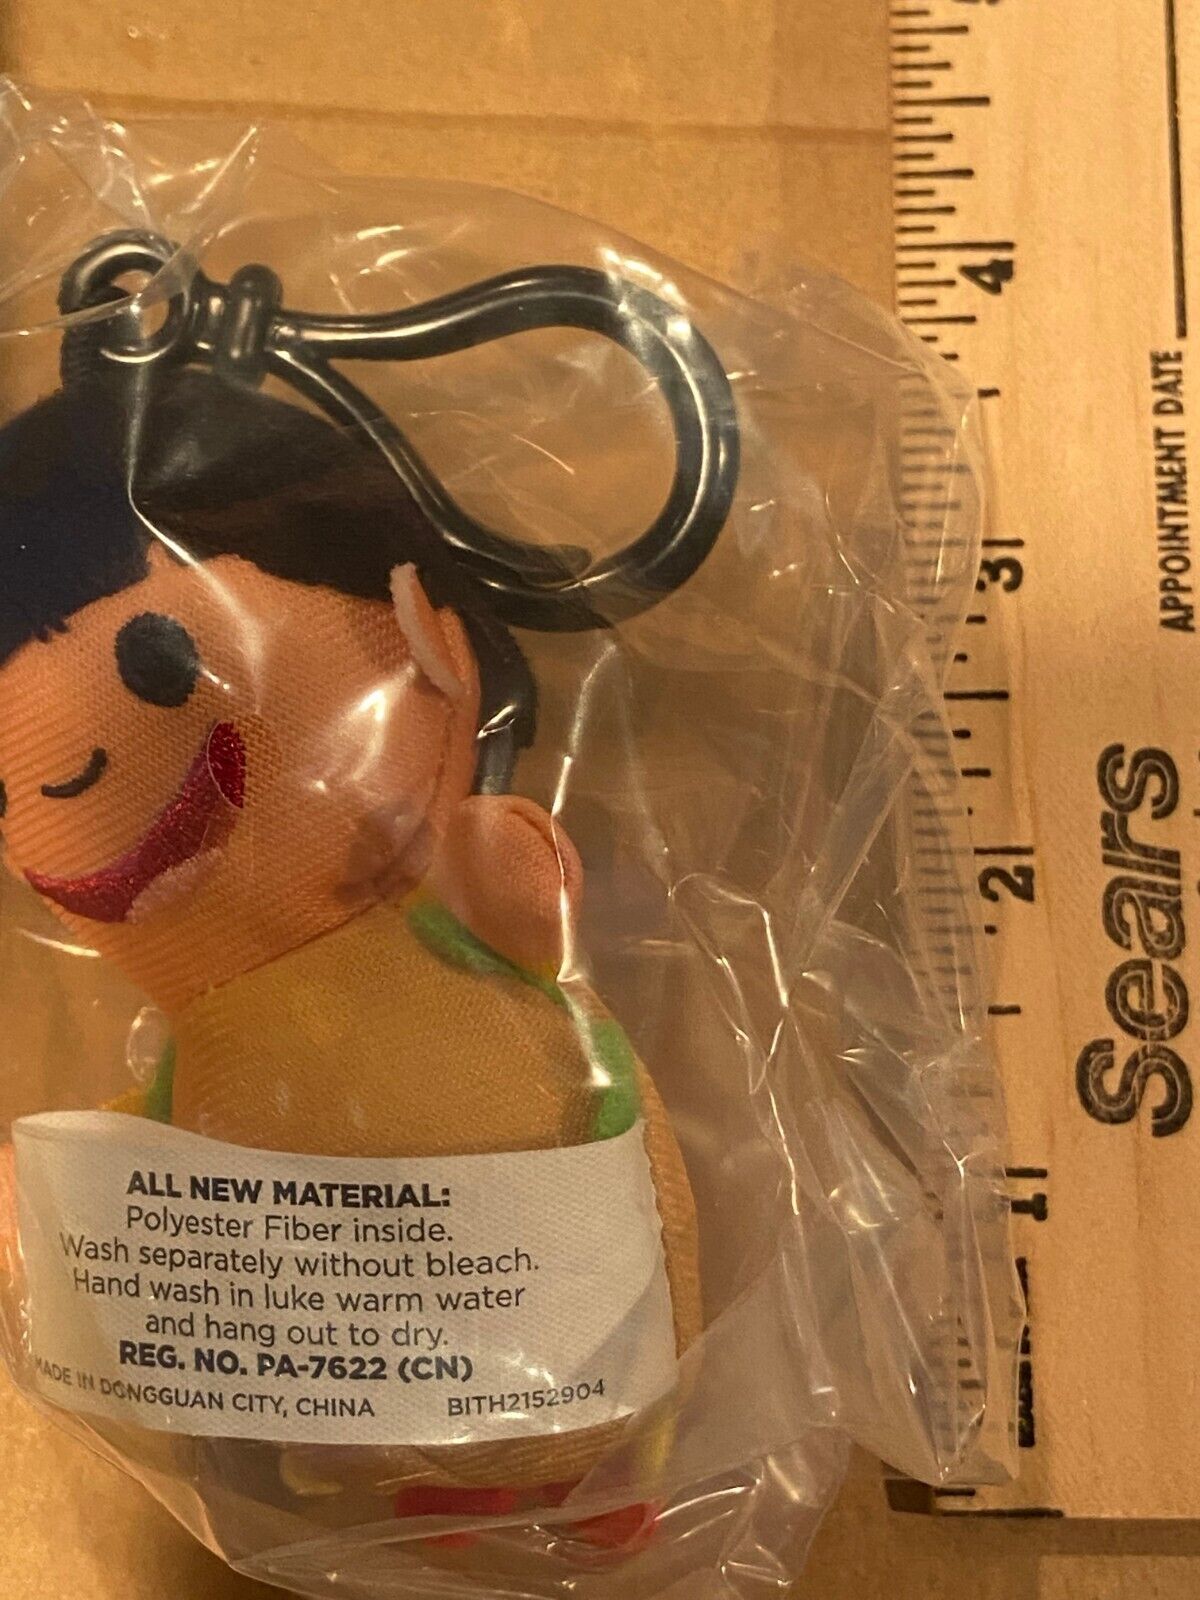 ALL NEW MATERIAL:
Polyester Fiber inside.
Wash separately without bleach.
Hand wash in luke warm water
and hang out to dry.
REG. NO. PA-7622 (CN)
MADE IN DONGGUAN CITY, CHINA BITH2152904
4
3
2
1
APPOINTMENT DATE
Sears